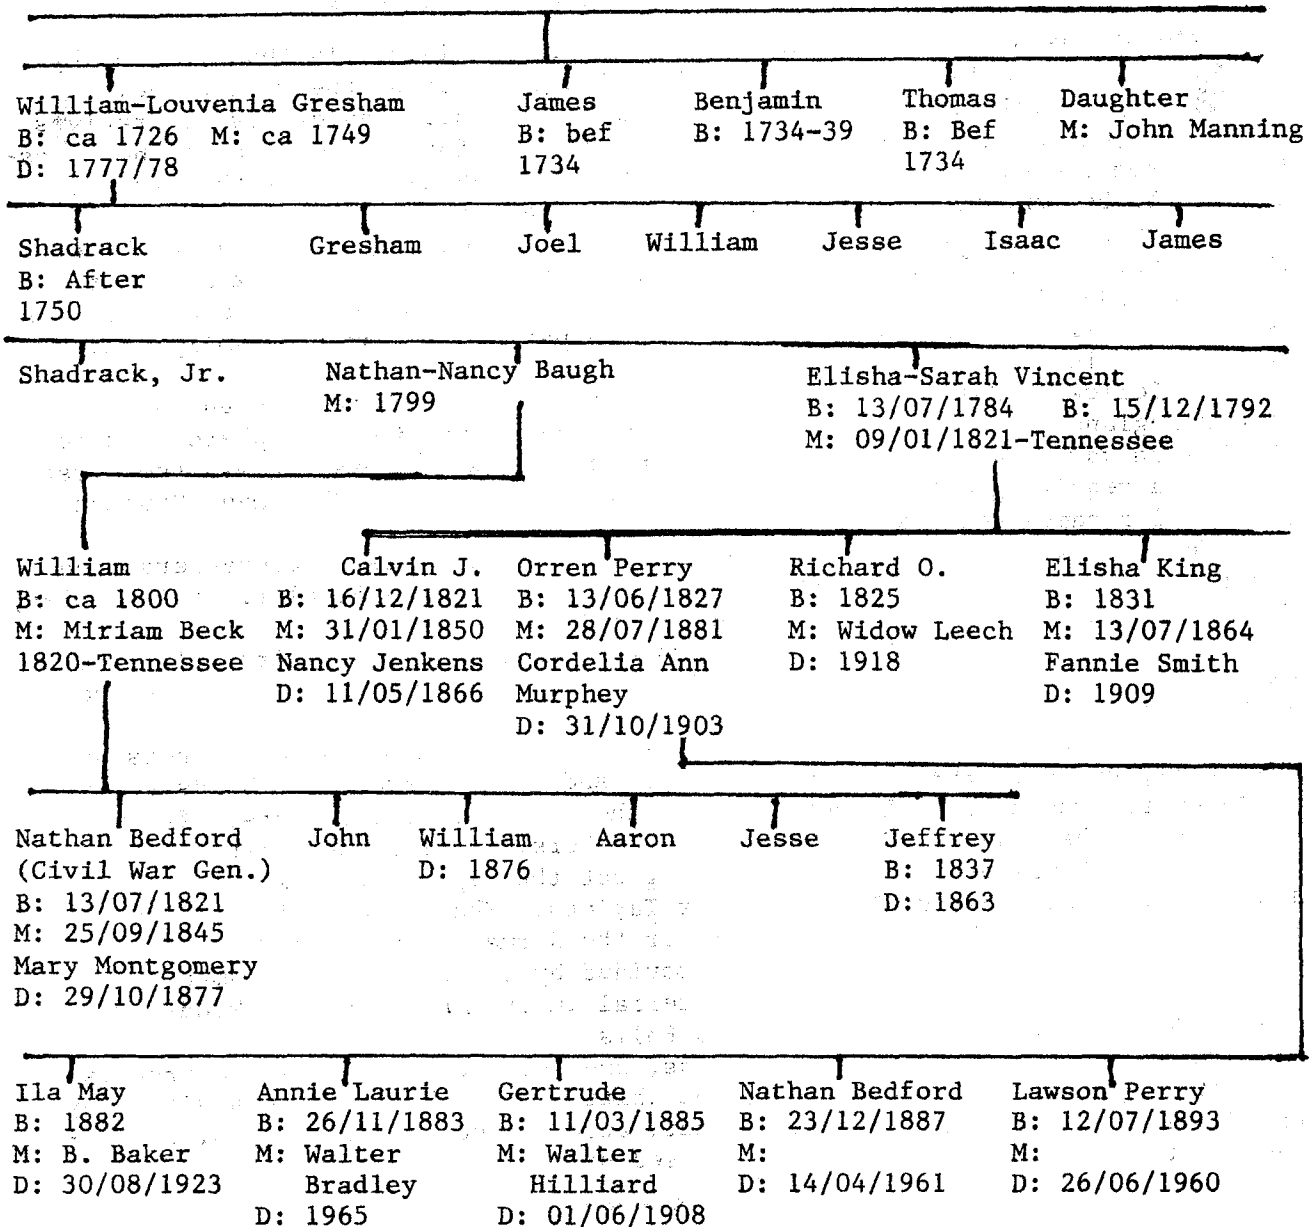 William-Louvenia Gresham
B: ca 1726 M: ca 1749
D: 1777/78
James
B: bef
1734
Benjamin
B: 1734-39
Thomas
B: Bef
1734
Daughter
M: John Manning
Shadrack
B: After
1750
Gresham
Joel
William
Jesse
Isaac
James
Shadrack, Jr.
Nathan-Nancy Baugh
M: 1799
Elisha-Sarah Vincent
B: 13/07/1784 B: 15/12/1792
M: 09/01/1821-Tennessee
William
B: ca 1800
M: Miriam Beck
1820-Tennessee
Calvin J.
B: 16/12/1821
M: 31/01/1850
Nancy Jenkens
D: 11/05/1866
Orren Perry
B: 13/06/1827
M: 28/07/1881
Cordelia Ann
Murphey
D: 31/10/1903
Richard O.
B: 1825
M: Widow Leech
D: 1918
Elisha King
B: 1831
M: 13/07/1864
Fannie Smith
D: 1909
Nathan Bedford
(Civil War Gen.)
B: 13/07/1821
M: 25/09/1845
Mary Montgomery
D: 29/10/1877
John
William
D: 1876
Aaron
Jesse
Jeffrey
B: 1837
D: 1863
Ila May
B: 1882
M: B. Baker
D: 30/08/1923
Annie Laurie
B: 26/11/1883
M: Walter
Bradley
D: 1965
Gertrude
B: 11/03/1885
M: Walter
Hilliard
D: 01/06/1908
Nathan Bedford
B: 23/12/1887
M:
D: 14/04/1961
Lawson Perry
B: 12/07/1893
M:
D: 26/06/1960